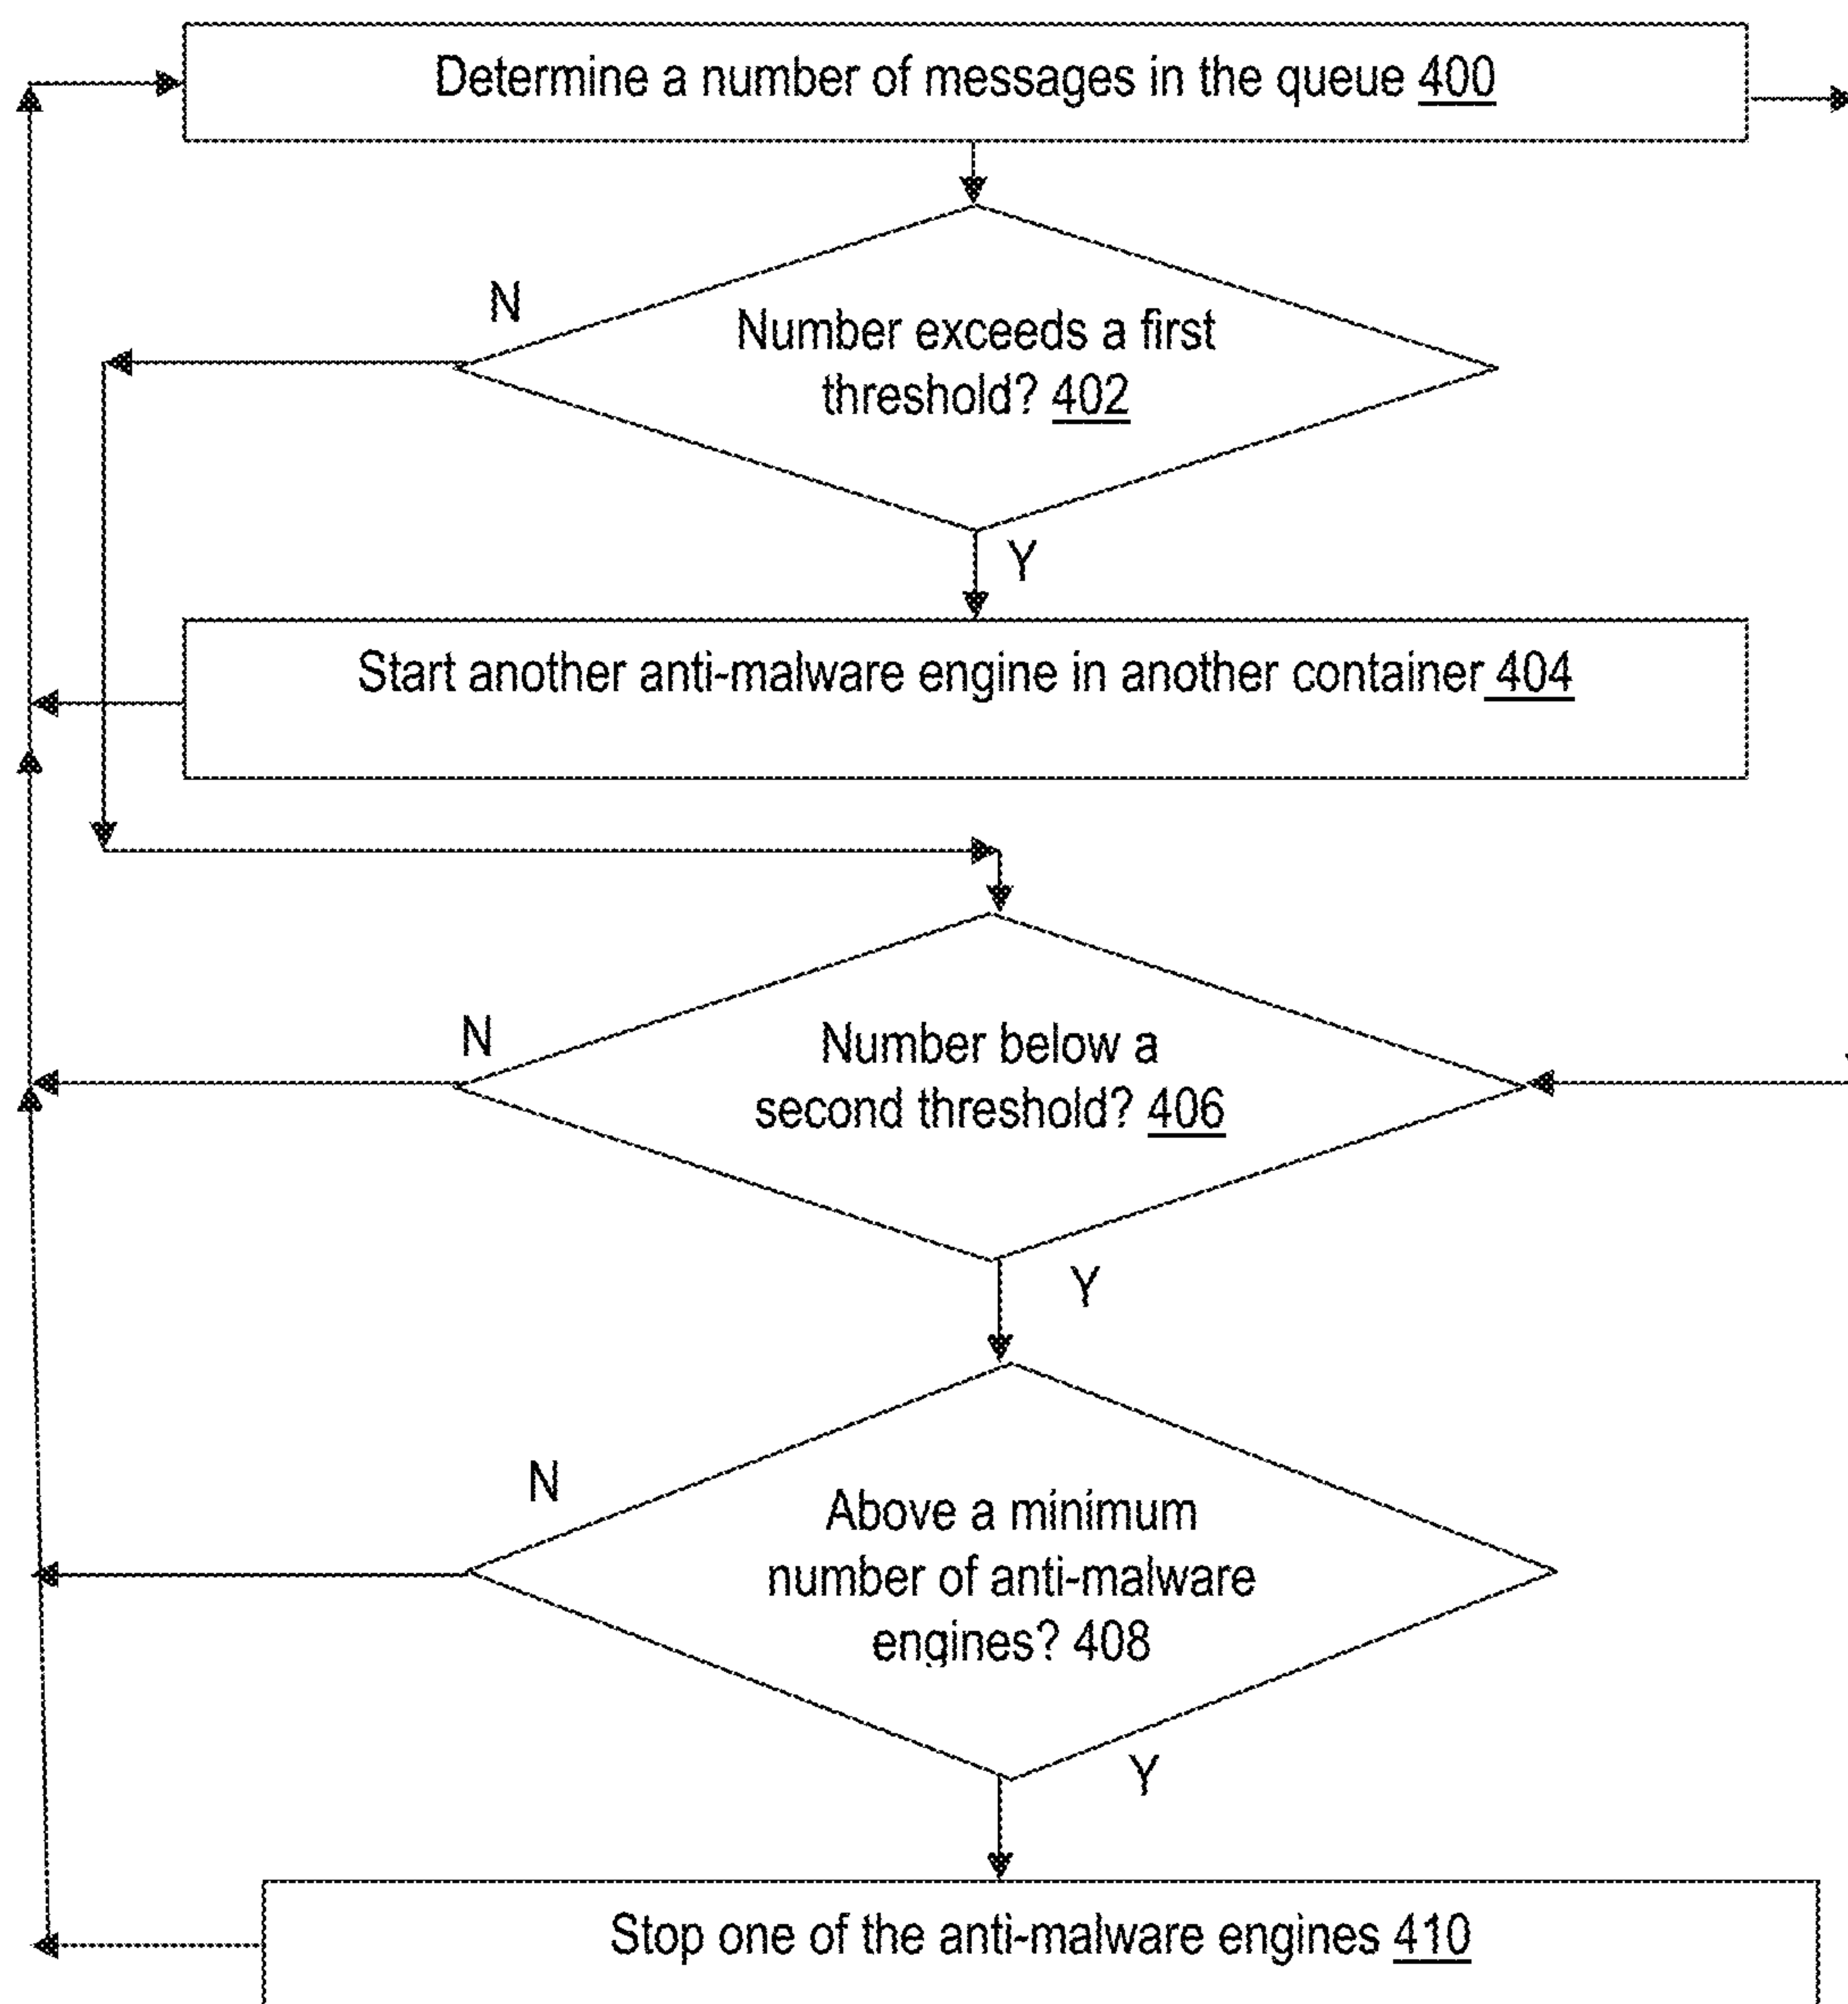 Determine a number of messages in the queue 400
N
Number exceeds a first
threshold? 402
Y
Start another anti-malware engine in another container 404
N
Number below a
second threshold? 406
Y
N
Above a minimum
number of anti-malware
engines? 408
Y
Stop one of the anti-malware engines 410